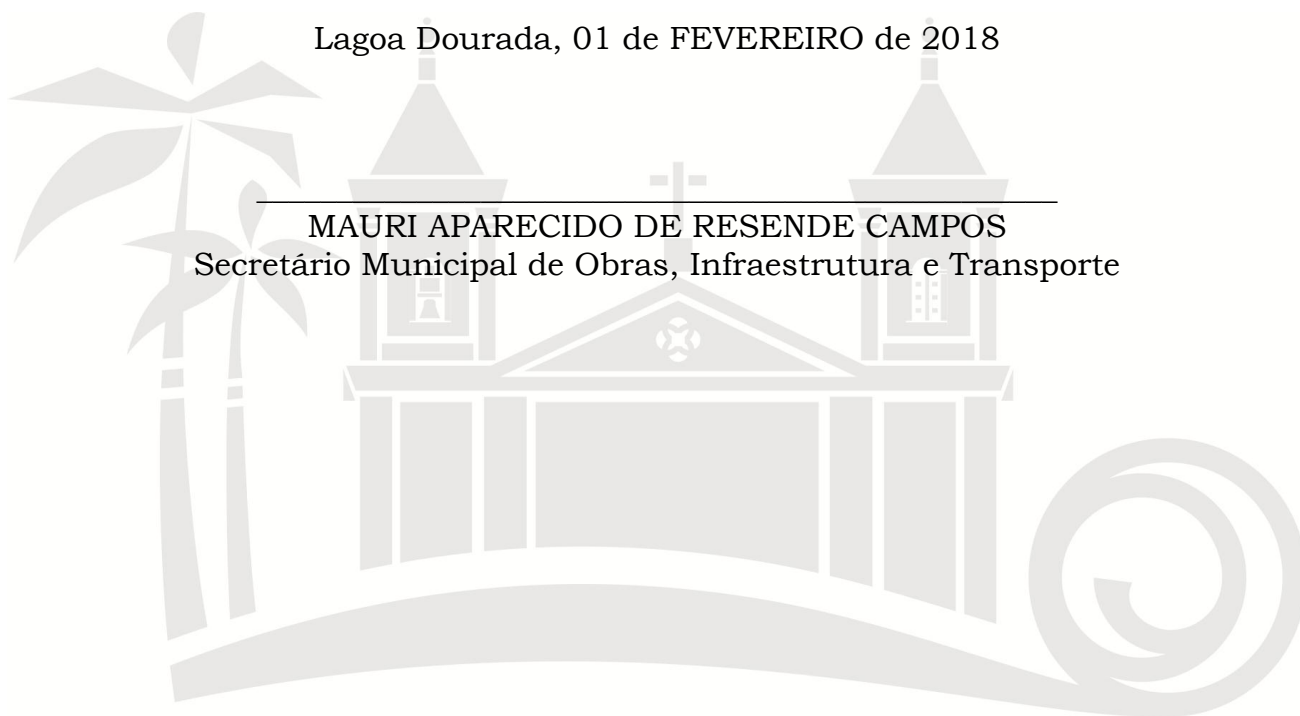 Lagoa Dourada, 01 de FEVEREIRO de 2018
MAURI APARECIDO DE RESENDE CAMPOS
Secretário Municipal de Obras, Infraestrutura e Transporte